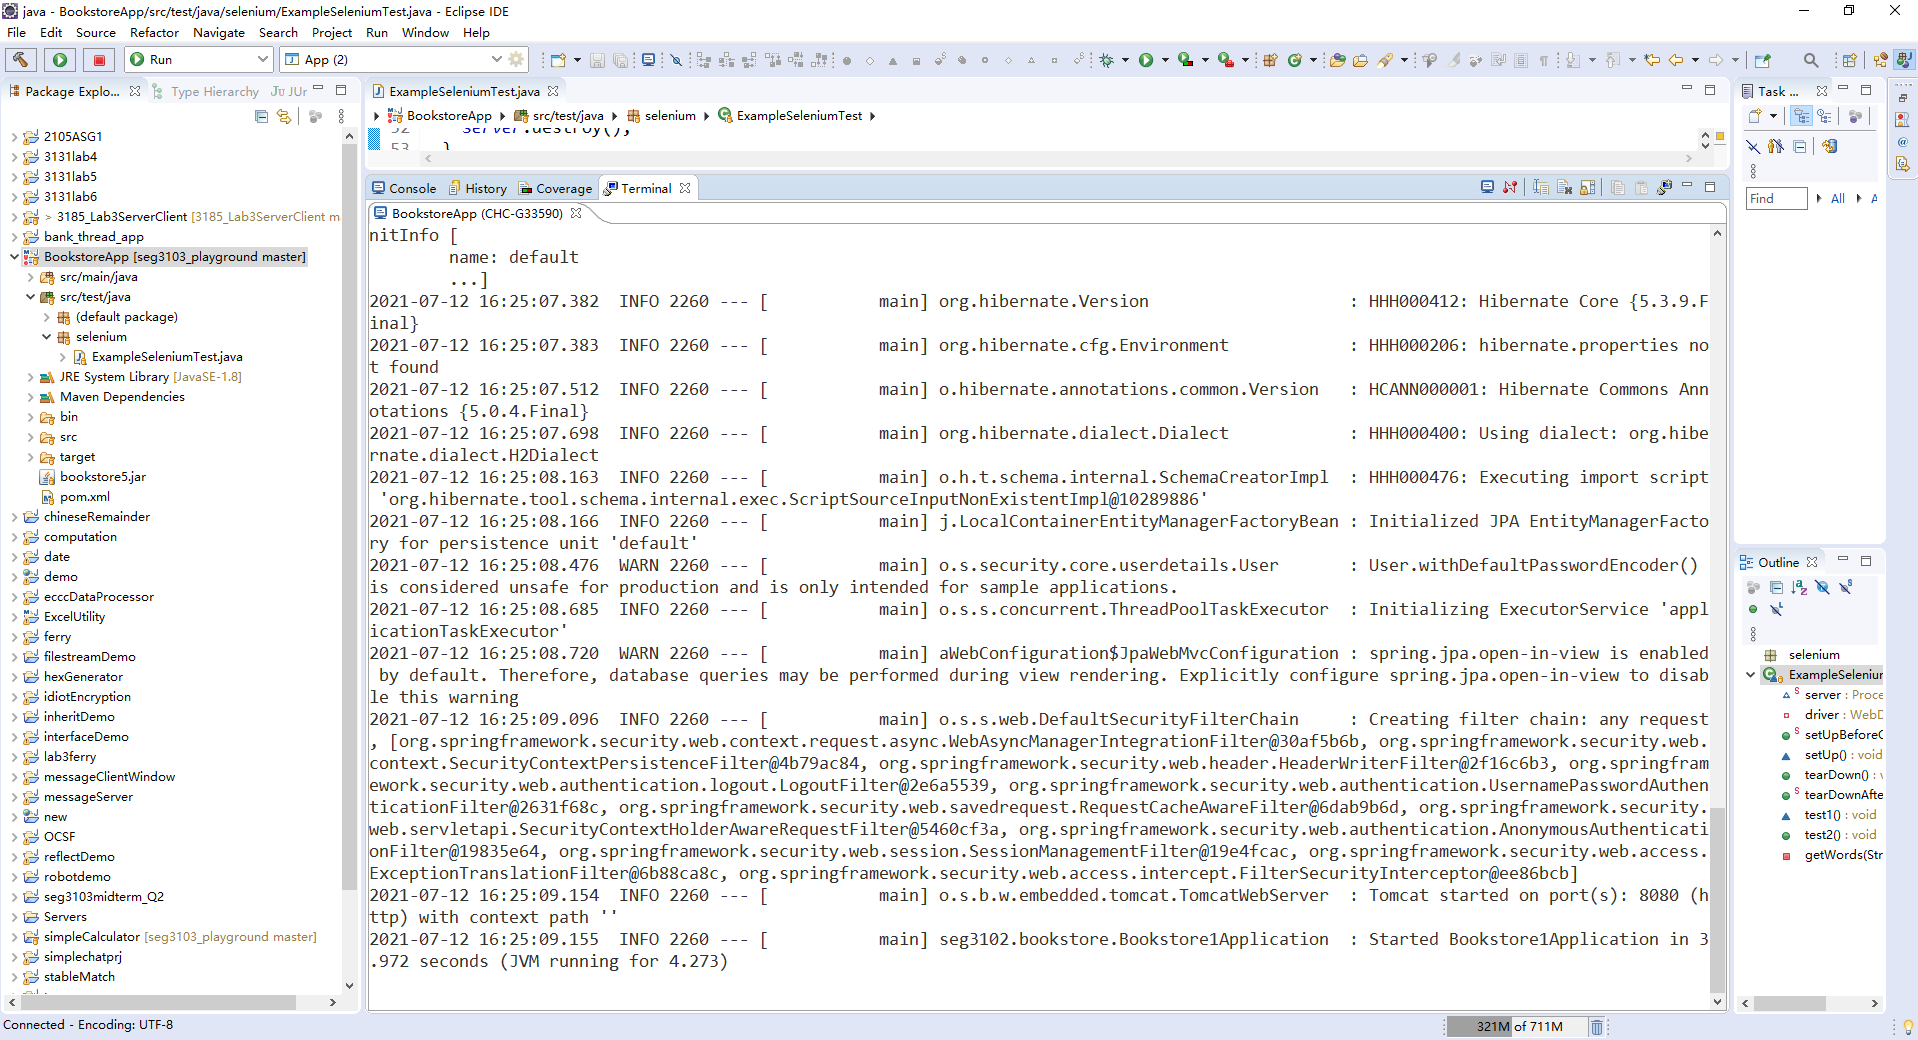 java - BookstoreApp/src/test/java/selenium/ExampleSeleniumTest.java - Eclipse IDE
File Edit Source Refactor Navigate Search Project Run Window Help
Run
App (2)
Package Explo...
Type Hierarchy
JUr
2105ASG1
3131lab4
3131lab5
3131lab6
> 3185_Lab3ServerClient [3185_Lab3ServerClient m
bank_thread_app
BookstoreApp [seg3103_playground master]
src/main/java
src/test/java
(default package)
selenium
ExampleSeleniumTest.java
JRE System Library [JavaSE-1.8]
Maven Dependencies
bin
src
target
bookstore5.jar
pom.xml
chineseRemainder
computation
date
demo
ecccDataProcessor
ExcelUtility
ferry
filestreamDemo
hexGenerator
idiotEncryption
inheritDemo
interfaceDemo
lab3ferry
messageClientWindow
messageServer
new
OCSF
reflectDemo
robotdemo
seg3103midterm_Q2
Servers
simpleCalculator [seg3103_playground master]
simplechatprj
stableMatch
ExampleSeleniumTest.java
BookstoreApp src/test/java selenium ExampleSeleniumTest
52 server.destroy();
53 }
Console History Coverage Terminal
BookstoreApp (CHC-G33590)
nitInfo [
name: default
...]
2021-07-12 16:25:07.382  INFO 2260 --- [           main] org.hibernate.Version                    : HHH000412: Hibernate Core {5.3.9.F
inal}
2021-07-12 16:25:07.383  INFO 2260 --- [           main] org.hibernate.cfg.Environment            : HHH000206: hibernate.properties no
t found
2021-07-12 16:25:07.512  INFO 2260 --- [           main] o.hibernate.annotations.common.Version   : HCANN000001: Hibernate Commons Ann
otations {5.0.4.Final}
2021-07-12 16:25:07.698  INFO 2260 --- [           main] org.hibernate.dialect.Dialect            : HHH000400: Using dialect: org.hibe
rnate.dialect.H2Dialect
2021-07-12 16:25:08.163  INFO 2260 --- [           main] o.h.t.schema.internal.SchemaCreatorImpl  : HHH000476: Executing import script
'org.hibernate.tool.schema.internal.exec.ScriptSourceInputNonExistentImpl@10289886'
2021-07-12 16:25:08.166  INFO 2260 --- [           main] j.LocalContainerEntityManagerFactoryBean : Initialized JPA EntityManagerFacto
ry for persistence unit 'default'
2021-07-12 16:25:08.476  WARN 2260 --- [           main] o.s.security.core.userdetails.User       : User.withDefaultPasswordEncoder()
is considered unsafe for production and is only intended for sample applications.
2021-07-12 16:25:08.685  INFO 2260 --- [           main] o.s.s.concurrent.ThreadPoolTaskExecutor  : Initializing ExecutorService 'appl
icationTaskExecutor'
2021-07-12 16:25:08.720  WARN 2260 --- [           main] aWebConfiguration$JpaWebMvcConfiguration : spring.jpa.open-in-view is enabled
by default. Therefore, database queries may be performed during view rendering. Explicitly configure spring.jpa.open-in-view to disab
le this warning
2021-07-12 16:25:09.096  INFO 2260 --- [           main] o.s.s.web.DefaultSecurityFilterChain     : Creating filter chain: any request
, [org.springframework.security.web.context.request.async.WebAsyncManagerIntegrationFilter@30af5b6b, org.springframework.security.web.
context.SecurityContextPersistenceFilter@4b79ac84, org.springframework.security.web.header.HeaderWriterFilter@2f16c6b3, org.springfram
ework.security.web.authentication.logout.LogoutFilter@2e6a5539, org.springframework.security.web.authentication.UsernamePasswordAuthen
ticationFilter@2631f68c, org.springframework.security.web.savedrequest.RequestCacheAwareFilter@6dab9b6d, org.springframework.security.
web.servletapi.SecurityContextHolderAwareRequestFilter@5460cf3a, org.springframework.security.web.authentication.AnonymousAuthenticati
onFilter@19835e64, org.springframework.security.web.session.SessionManagementFilter@19e4fcac, org.springframework.security.web.access.
ExceptionTranslationFilter@6b88ca8c, org.springframework.security.web.access.intercept.FilterSecurityInterceptor@ee86bcb]
2021-07-12 16:25:09.154  INFO 2260 --- [           main] o.s.b.w.embedded.tomcat.TomcatWebServer  : Tomcat started on port(s): 8080 (h
ttp) with context path ''
2021-07-12 16:25:09.155  INFO 2260 --- [           main] seg3102.bookstore.Bookstore1Application  : Started Bookstore1Application in 3
.972 seconds (JVM running for 4.273)
Task ...
Find All A
Outline
selenium
ExampleSeleniur
server : Proce
driver : WebD
setUpBeforeC
setUp() : void
tearDown() : v
tearDownAfte
test1() : void
test2() : void
getWords(Str
Connected - Encoding: UTF-8
321M of 711M